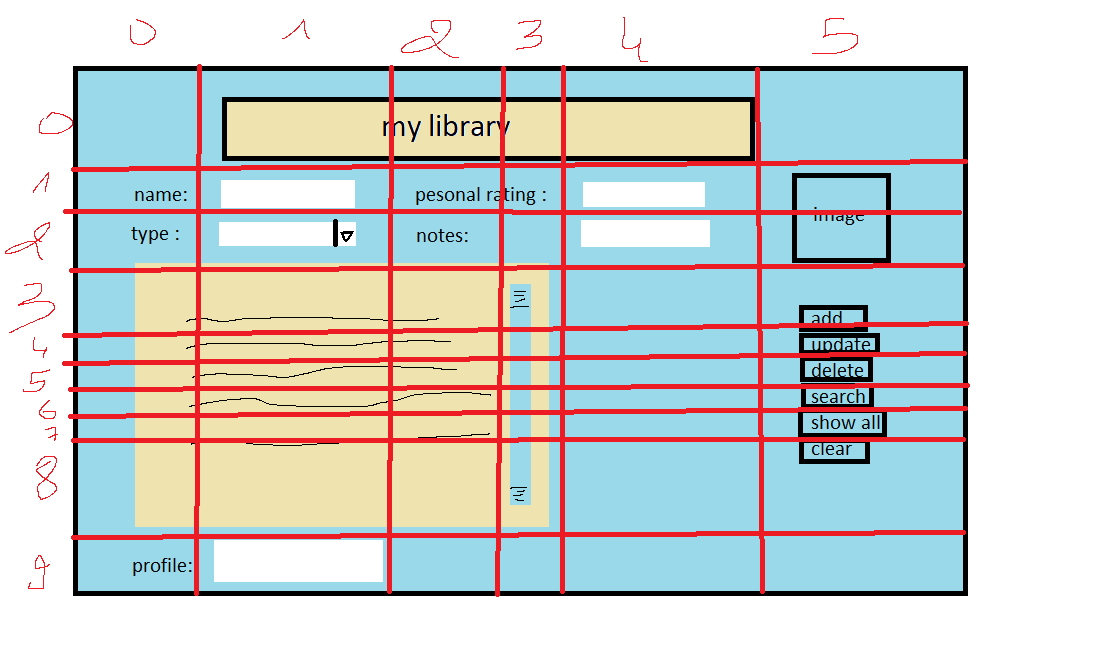 0 1 2 3 4 5
0 my library
1 name: pesonal rating :
image
2 type : notes:
3 add
4 update
5 delete
6 search
7 show all
8 clear
9 profile: